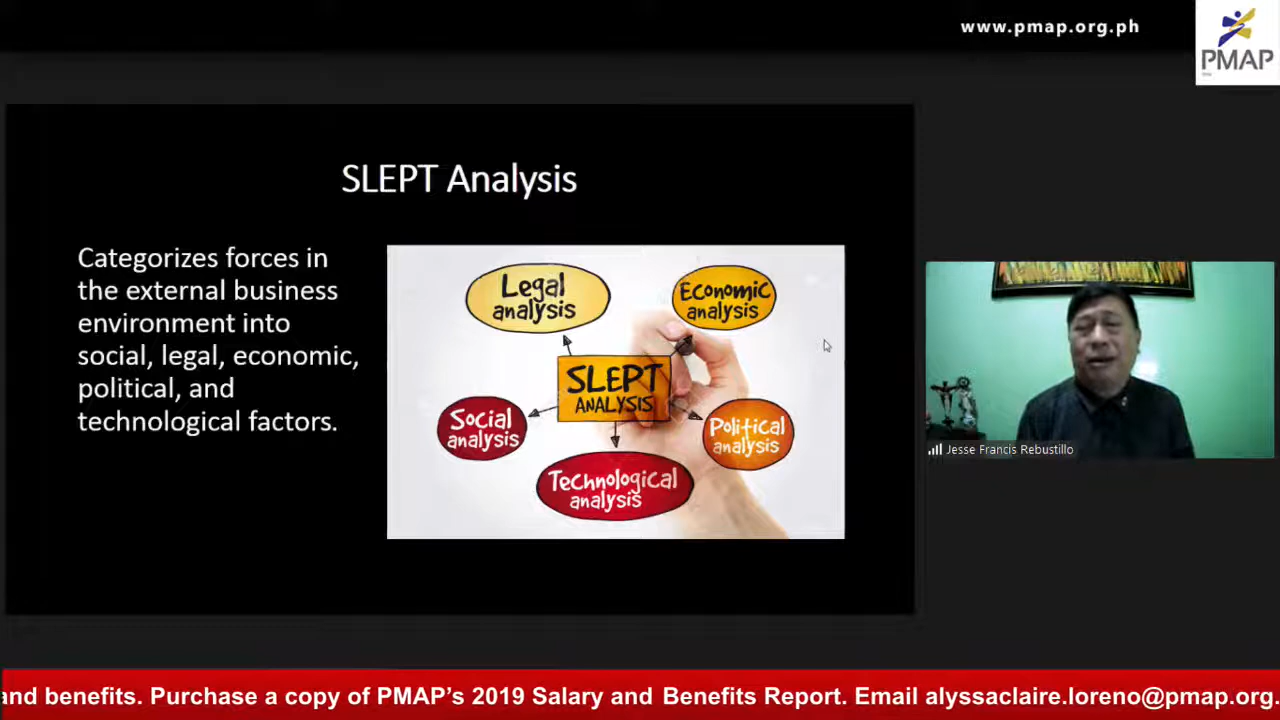 www.pmap.org.ph
PMAP
SLEPT Analysis
Categorizes forces in
the external business
environment into
social, legal, economic,
political, and
technological factors.
Legal
analysis
Economic
analysis
SLEPT
ANALYSIS
Social
analysis
Political
analysis
Technological
analysis
Jesse Francis Rebustillo
and benefits. Purchase a copy of PMAP's 2019 Salary and Benefits Report. Email alyssaclaire.loreno@pmap.org.